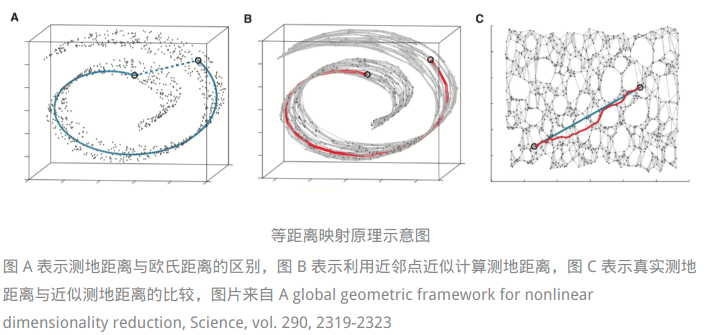 A
B
C
等距离映射原理示意图
图 A 表示测地距离与欧氏距离的区别，图 B 表示利用近邻点近似计算测地距离，图 C 表示真实测地
距离与近似测地距离的比较，图片来自 A global geometric framework for nonlinear
dimensionality reduction, Science, vol. 290, 2319-2323